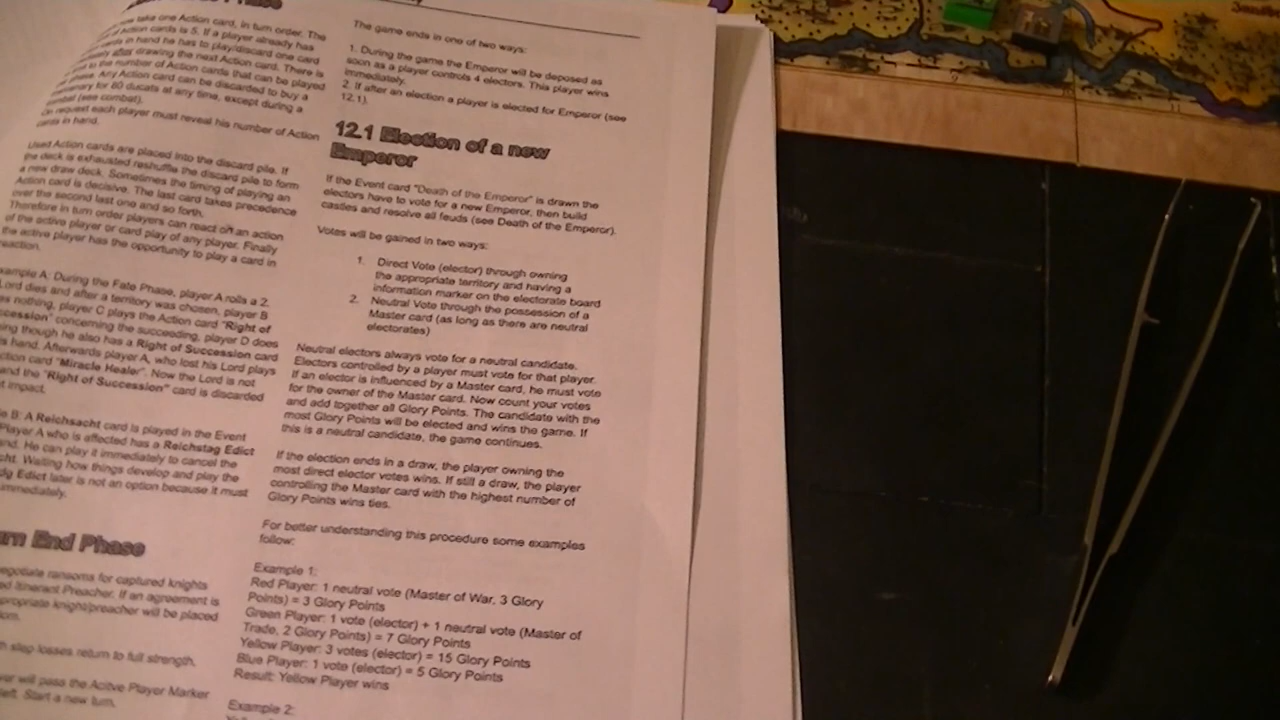 take one Action card, in turn order. The
Action cards is 5. If a player already has
cards in hand he has to play/discard one card
after drawing the next Action card. There is
to the number of Action cards that can be played
phase. Any Action card can be discarded to buy a
mercenary for 80 ducats at any time, except during a
(see combat).
On request each player must reveal his number of Action
cards in hand.
Used Action cards are placed into the discard pile. If
the deck is exhausted reshuffle the discard pile to form
a new draw deck. Sometimes the timing of playing an
Action card is decisive. The last card takes precedence
over the second last one and so forth.
Therefore in turn order players can react on an action
of the active player or card play of any player. Finally
the active player has the opportunity to play a card in
reaction.
xample A: During the Fate Phase, player A rolls a 2.
Lord dies and after a territory was chosen, player B
as nothing, player C plays the Action card "Right of
ccession" concerning the succeeding, player D does
ing though he also has a Right of Succession card
s hand. Afterwards player A, who lost his Lord plays
ction card "Miracle Healer". Now the Lord is not
and the "Right of Succession" card is discarded
t impact.
e B: A Reichsacht card is played in the Event
Player A who is affected has a Reichstag Edict
and. He can play it immediately to cancel the
cht. Waiting how things develop and play the
ag Edict later is not an option because it must
immediately.
urn End Phase
egotiate ransoms for captured knights
ed Itinerant Preacher. If an agreement is
propriate knight/preacher will be placed
om.
h step losses return to full strength.
yer will pass the Acitve Player Marker
left. Start a new turn.
The game ends in one of two ways:
1. During the game the Emperor will be deposed as
soon as a player controls 4 electors. This player wins
immediately.
2. If after an election a player is elected for Emperor (see
12.1).
12.1 Election of a new
Emperor
If the Event card "Death of the Emperor" is drawn the
electors have to vote for a new Emperor, then build
castles and resolve all feuds (see Death of the Emperor).
Votes will be gained in two ways:
1. Direct Vote (elector) through owning
the appropriate territory and having a
information marker on the electorate board
2. Neutral Vote through the possession of a
Master card (as long as there are neutral
electorates)
Neutral electors always vote for a neutral candidate.
Electors controlled by a player must vote for that player.
If an elector is influenced by a Master card, he must vote
for the owner of the Master card. Now count your votes
and add together all Glory Points. The candidate with the
most Glory Points will be elected and wins the game. If
this is a neutral candidate, the game continues.
If the election ends in a draw, the player owning the
most direct elector votes wins. If still a draw, the player
controlling the Master card with the highest number of
Glory Points wins ties.
For better understanding this procedure some examples
follow:
Example 1:
Red Player: 1 neutral vote (Master of War, 3 Glory
Points) = 3 Glory Points
Green Player: 1 vote (elector) + 1 neutral vote (Master of
Trade, 2 Glory Points) = 7 Glory Points
Yellow Player: 3 votes (elector) = 15 Glory Points
Blue Player: 1 vote (elector) = 5 Glory Points
Result: Yellow Player wins
Example 2: